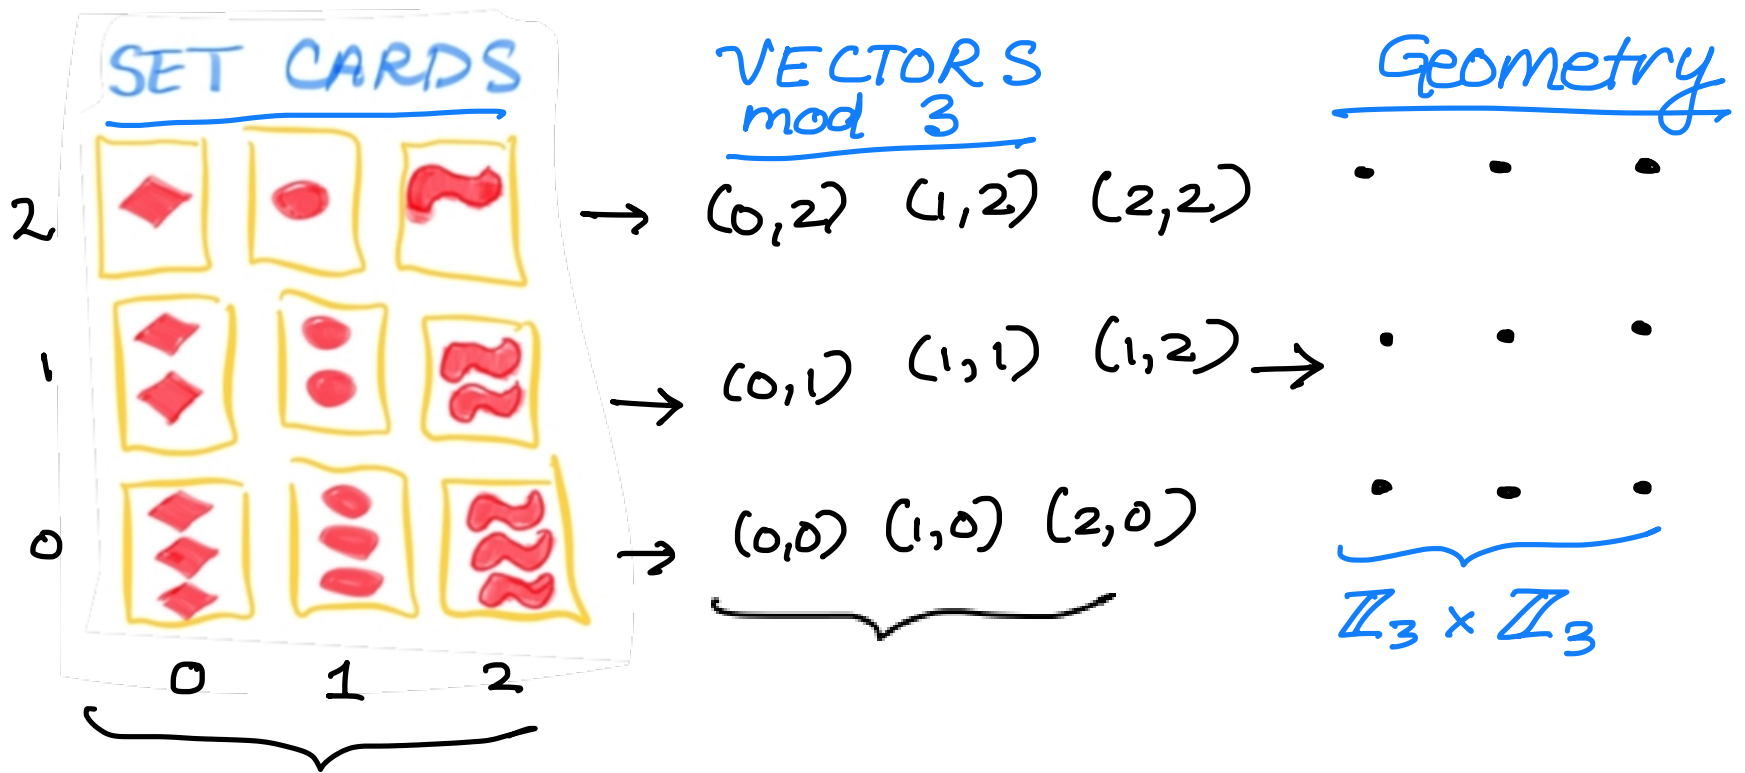 SET CARDS
VECTORS
mod 3
Geometry
2 → (0,2) (1,2) (2,2)
1 → (0,1) (1,1) (1,2) →
0 → (0,0) (1,0) (2,0)
ℤ₃ × ℤ₃
0 1 2